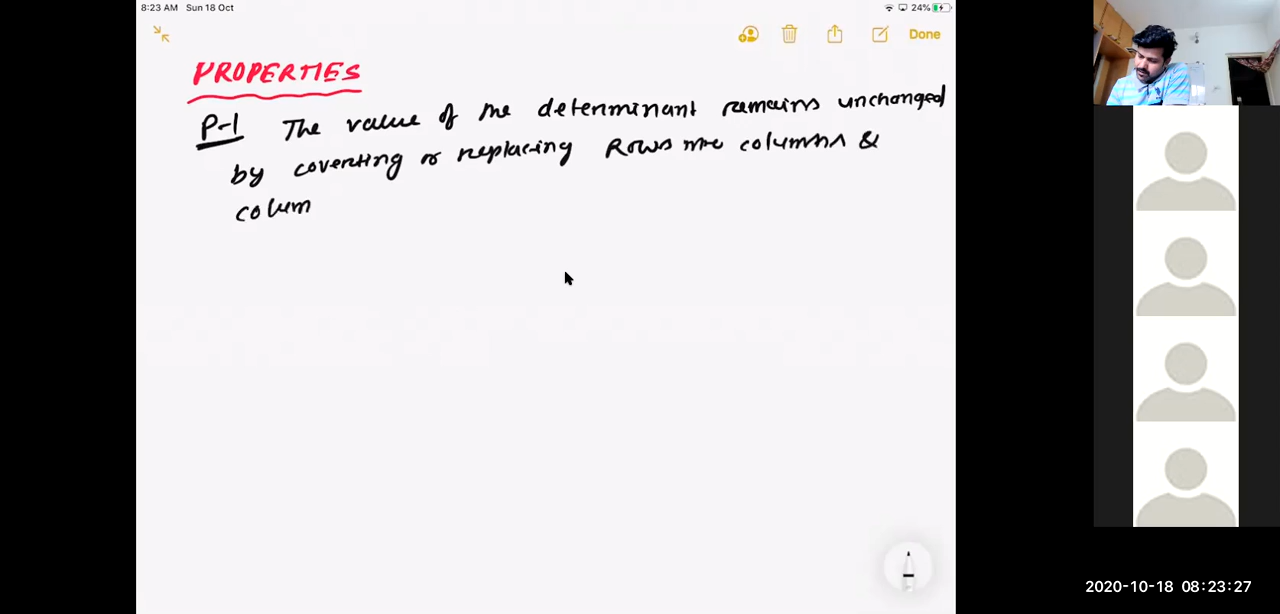 8:23 AM Sun 18 Oct
24%
Done
PROPERTIES
P-1 The value of the determinant remains unchanged
by coverting or replacing Rows into columns &
colum
2020-10-18 08:23:27